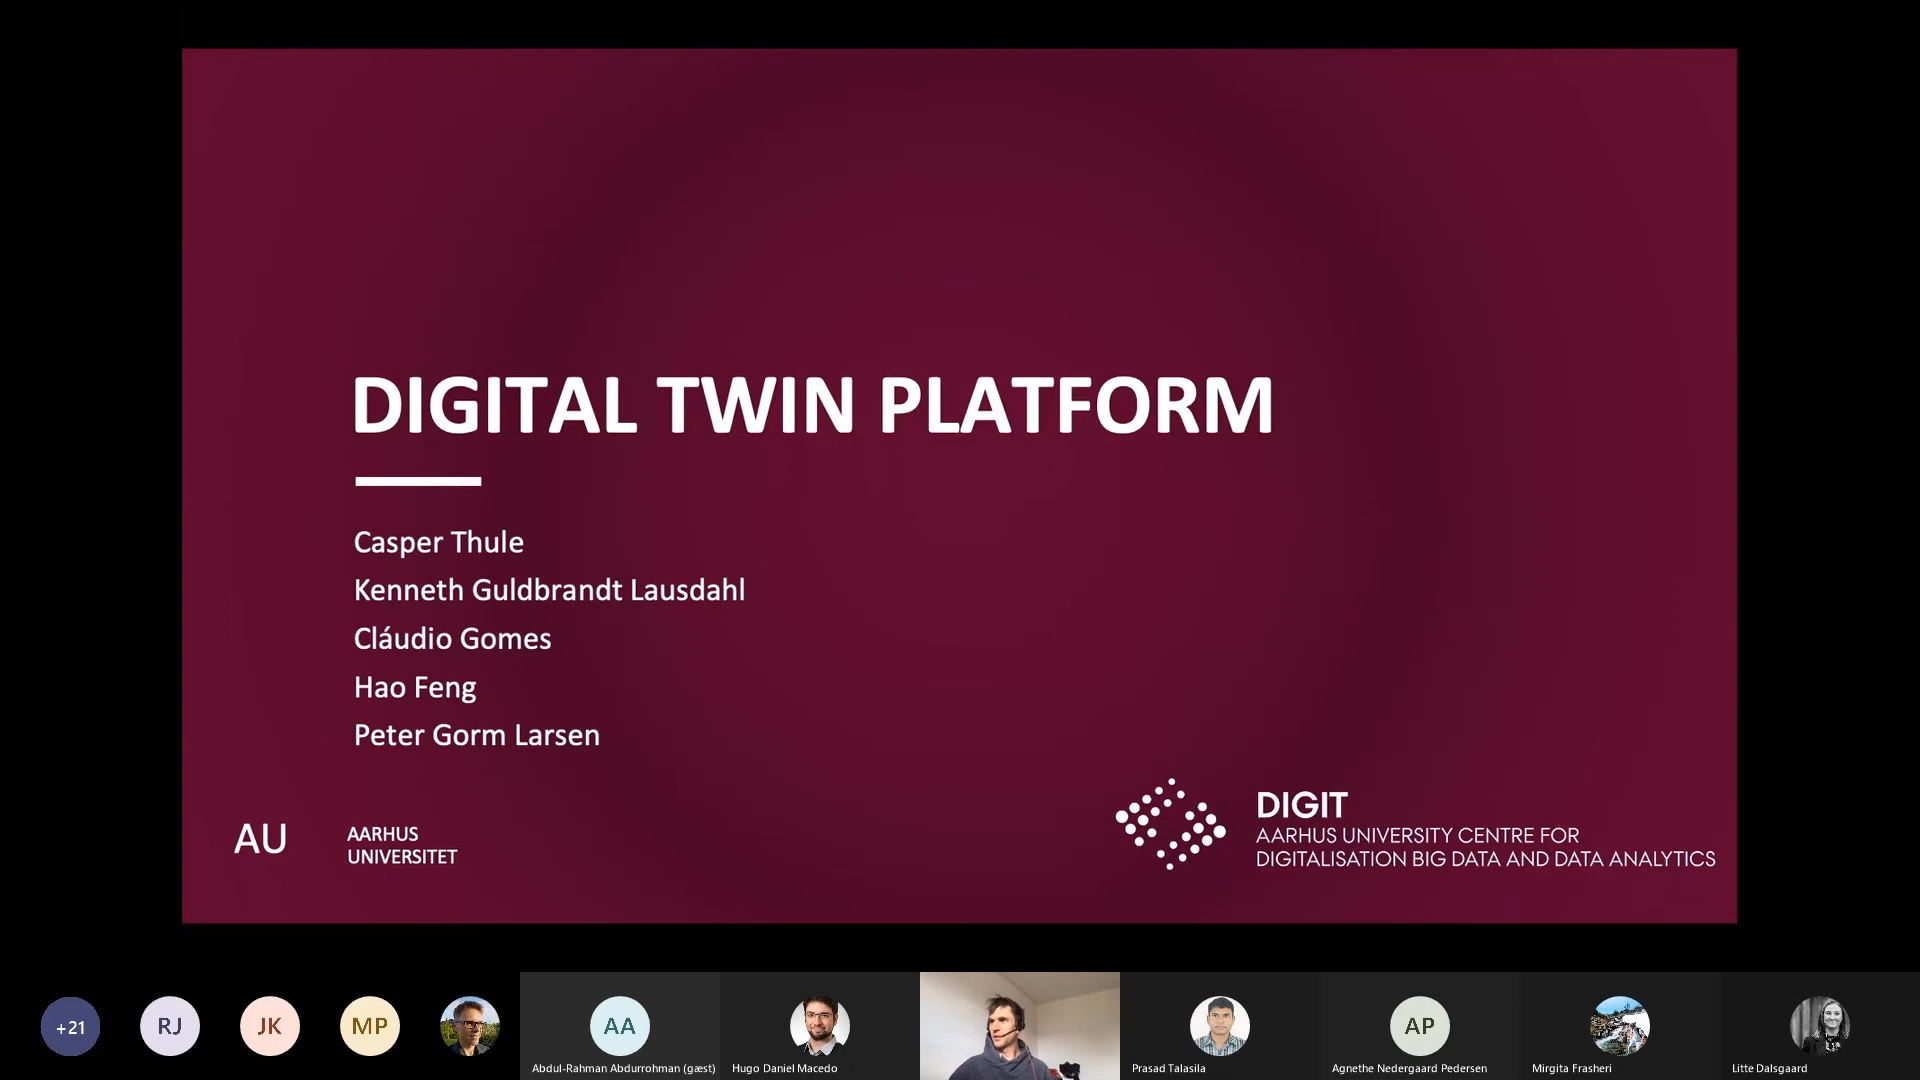 DIGITAL TWIN PLATFORM
Casper Thule
Kenneth Guldbrandt Lausdahl
Cláudio Gomes
Hao Feng
Peter Gorm Larsen
AU
AARHUS
UNIVERSITET
DIGIT
AARHUS UNIVERSITY CENTRE FOR
DIGITALISATION BIG DATA AND DATA ANALYTICS
+21
RJ
JK
MP
AA
AP
Abdul-Rahman Abdurrohman (gæst)
Hugo Daniel Macedo
Prasad Talasila
Agnethe Nedergaard Pedersen
Mirgita Frasheri
Litte Dalsgaard